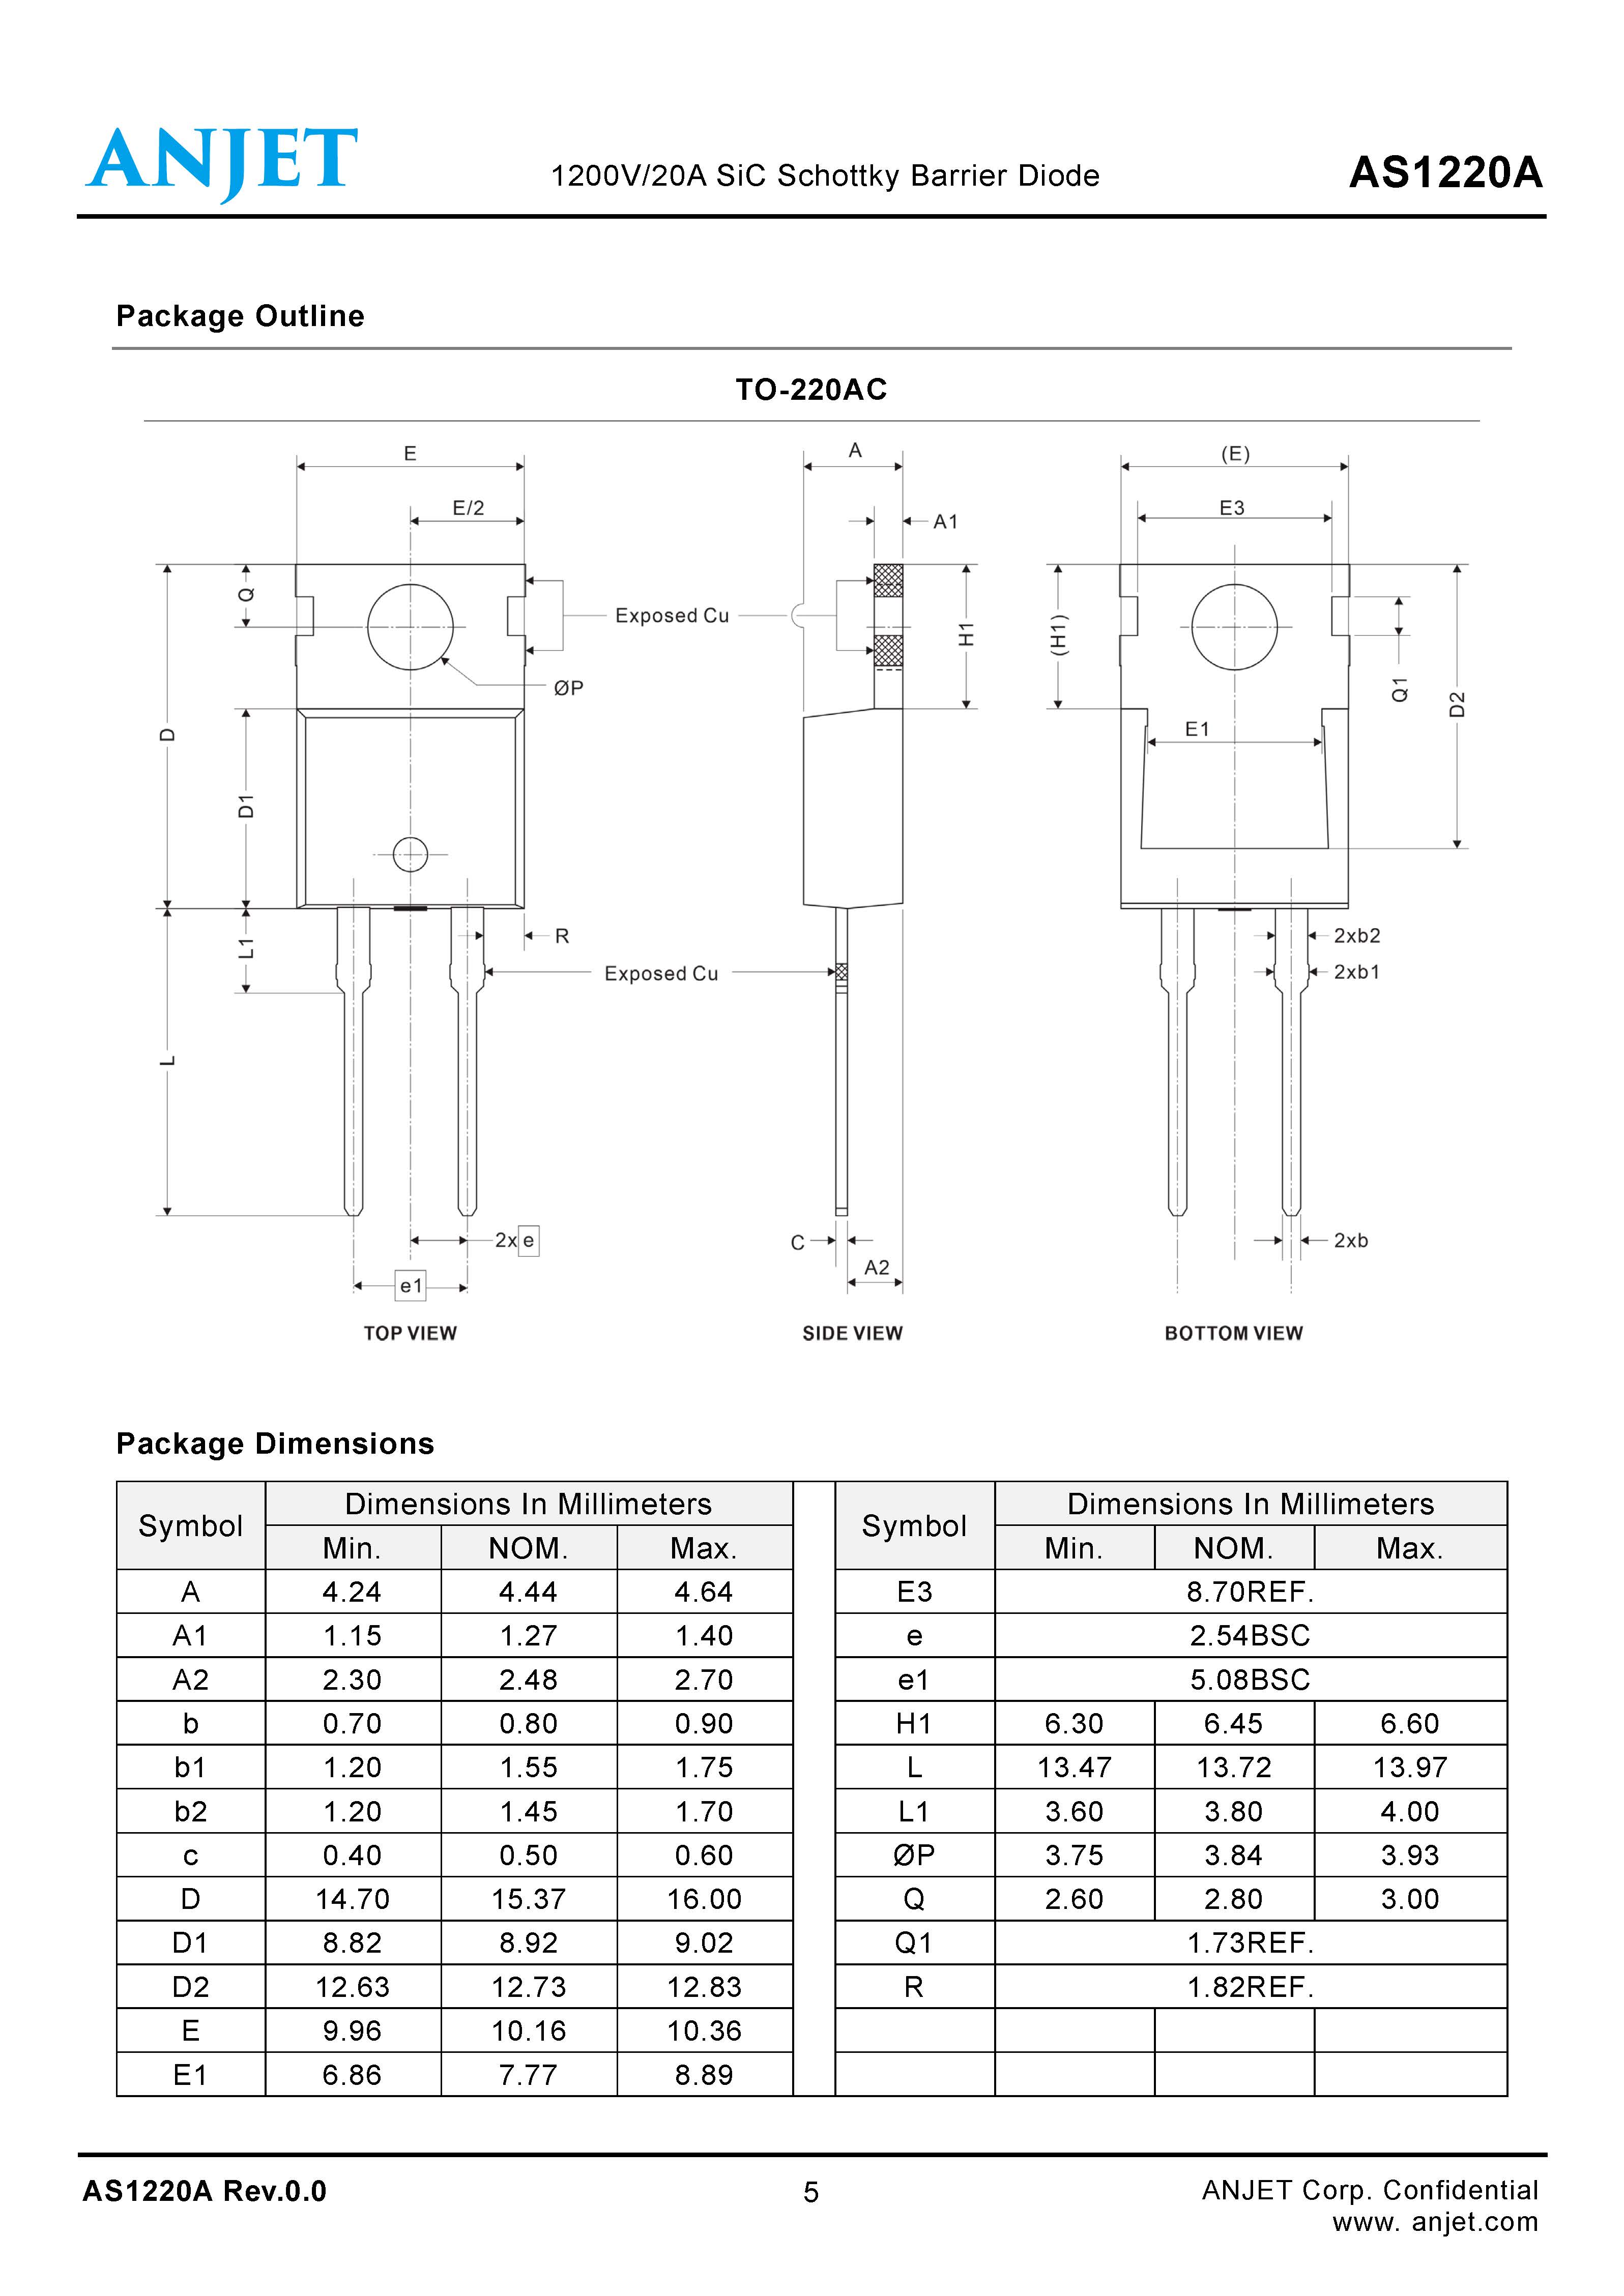 ANJET
1200V/20A SiC Schottky Barrier Diode
AS1220A
Package Outline
TO-220AC
E
E/2
Q
D
D1
ØP
L1
L
R
2x e
e1
Exposed Cu
Exposed Cu
A
A1
H1
C
A2
(E)
E3
(H1)
E1
Q1
D2
2xb2
2xb1
2xb
TOP VIEW
SIDE VIEW
BOTTOM VIEW
Package Dimensions
Symbol Dimensions In Millimeters Symbol Dimensions In Millimeters
Min. NOM. Max. Min. NOM. Max.
A 4.24 4.44 4.64 E3 8.70REF.
A1 1.15 1.27 1.40 e 2.54BSC
A2 2.30 2.48 2.70 e1 5.08BSC
b 0.70 0.80 0.90 H1 6.30 6.45 6.60
b1 1.20 1.55 1.75 L 13.47 13.72 13.97
b2 1.20 1.45 1.70 L1 3.60 3.80 4.00
c 0.40 0.50 0.60 ØP 3.75 3.84 3.93
D 14.70 15.37 16.00 Q 2.60 2.80 3.00
D1 8.82 8.92 9.02 Q1 1.73REF.
D2 12.63 12.73 12.83 R 1.82REF.
E 9.96 10.16 10.36
E1 6.86 7.77 8.89
AS1220A Rev.0.0
5
ANJET Corp. Confidential
www. anjet.com